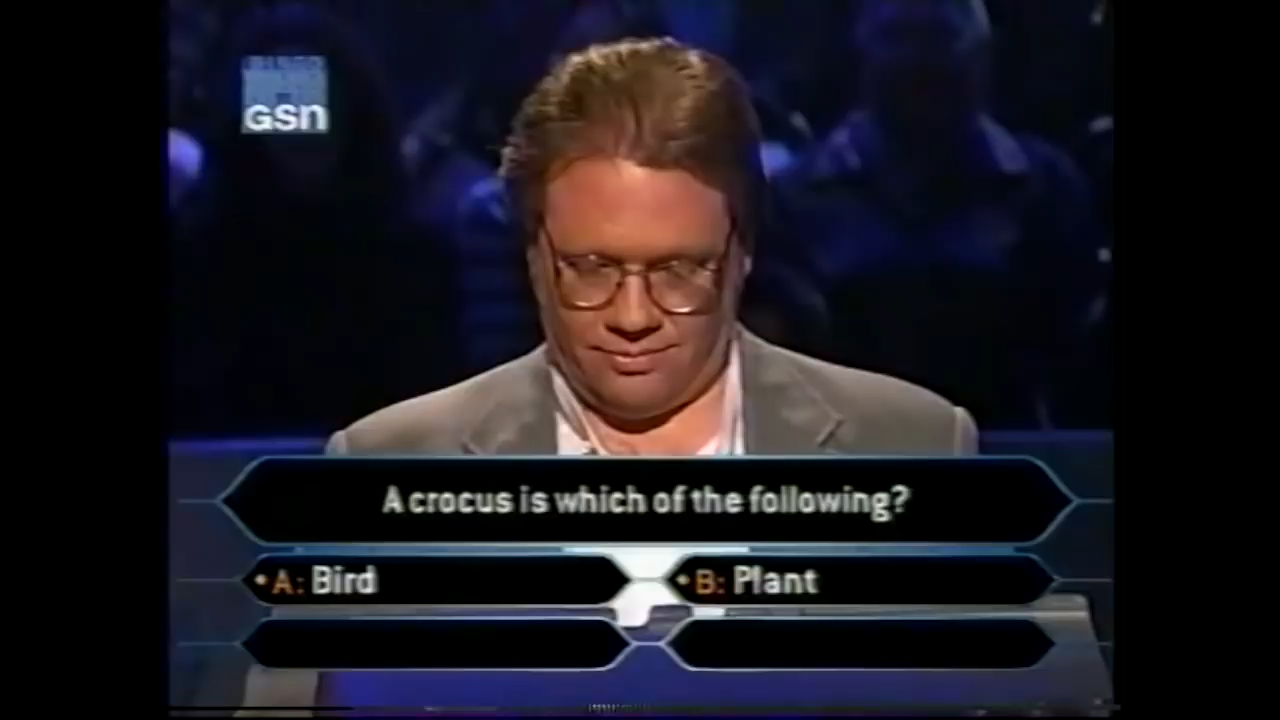 GSN
A crocus is which of the following?
A: Bird
B: Plant